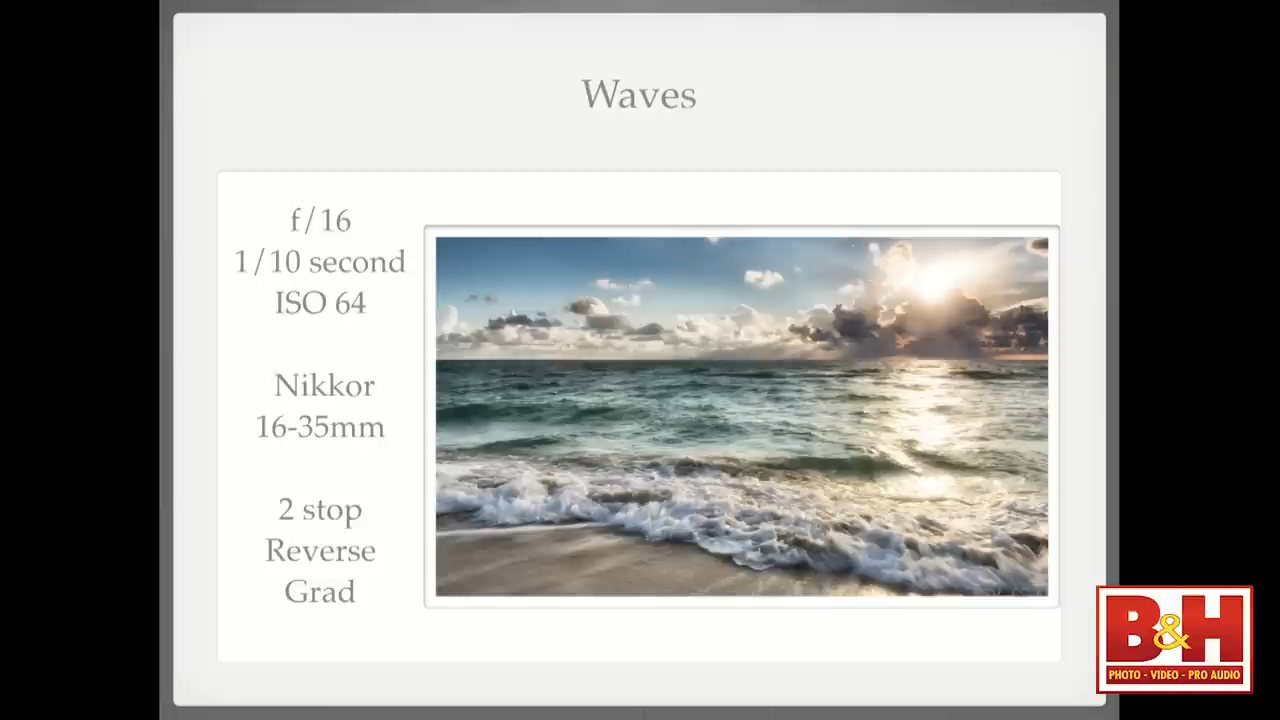 Waves
f/16
1/10 second
ISO 64
Nikkor
16-35mm
2 stop
Reverse
Grad
B&H
PHOTO - VIDEO - PRO AUDIO